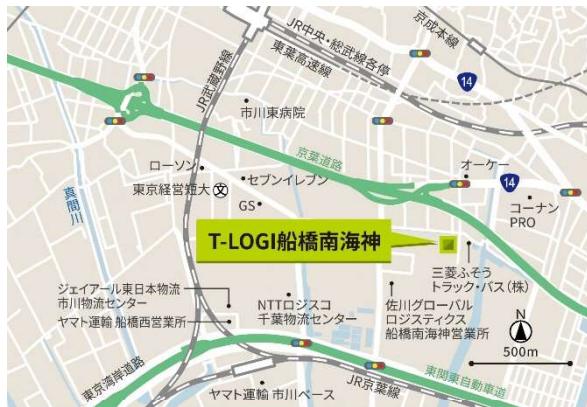 JR中央・総武線各停
京成本線
東葉高速線
JR武蔵野線
14
市川東病院
京葉道路
ローソン
東京経営短大
文
セブンイレブン
GS
オーケー
14
コーナン
PRO
真間川
T-LOGI船橋南海神
三菱ふそう
トラック・バス(株)
ジェイアール東日本物流
市川物流センター
ヤマト運輸 船橋西営業所
NTTロジスコ
千葉物流センター
佐川グローバル
ロジスティクス
船橋南海神営業所
N
500m
東京湾岸道路
ヤマト運輸 市川ベース
JR京葉線
東関東自動車道